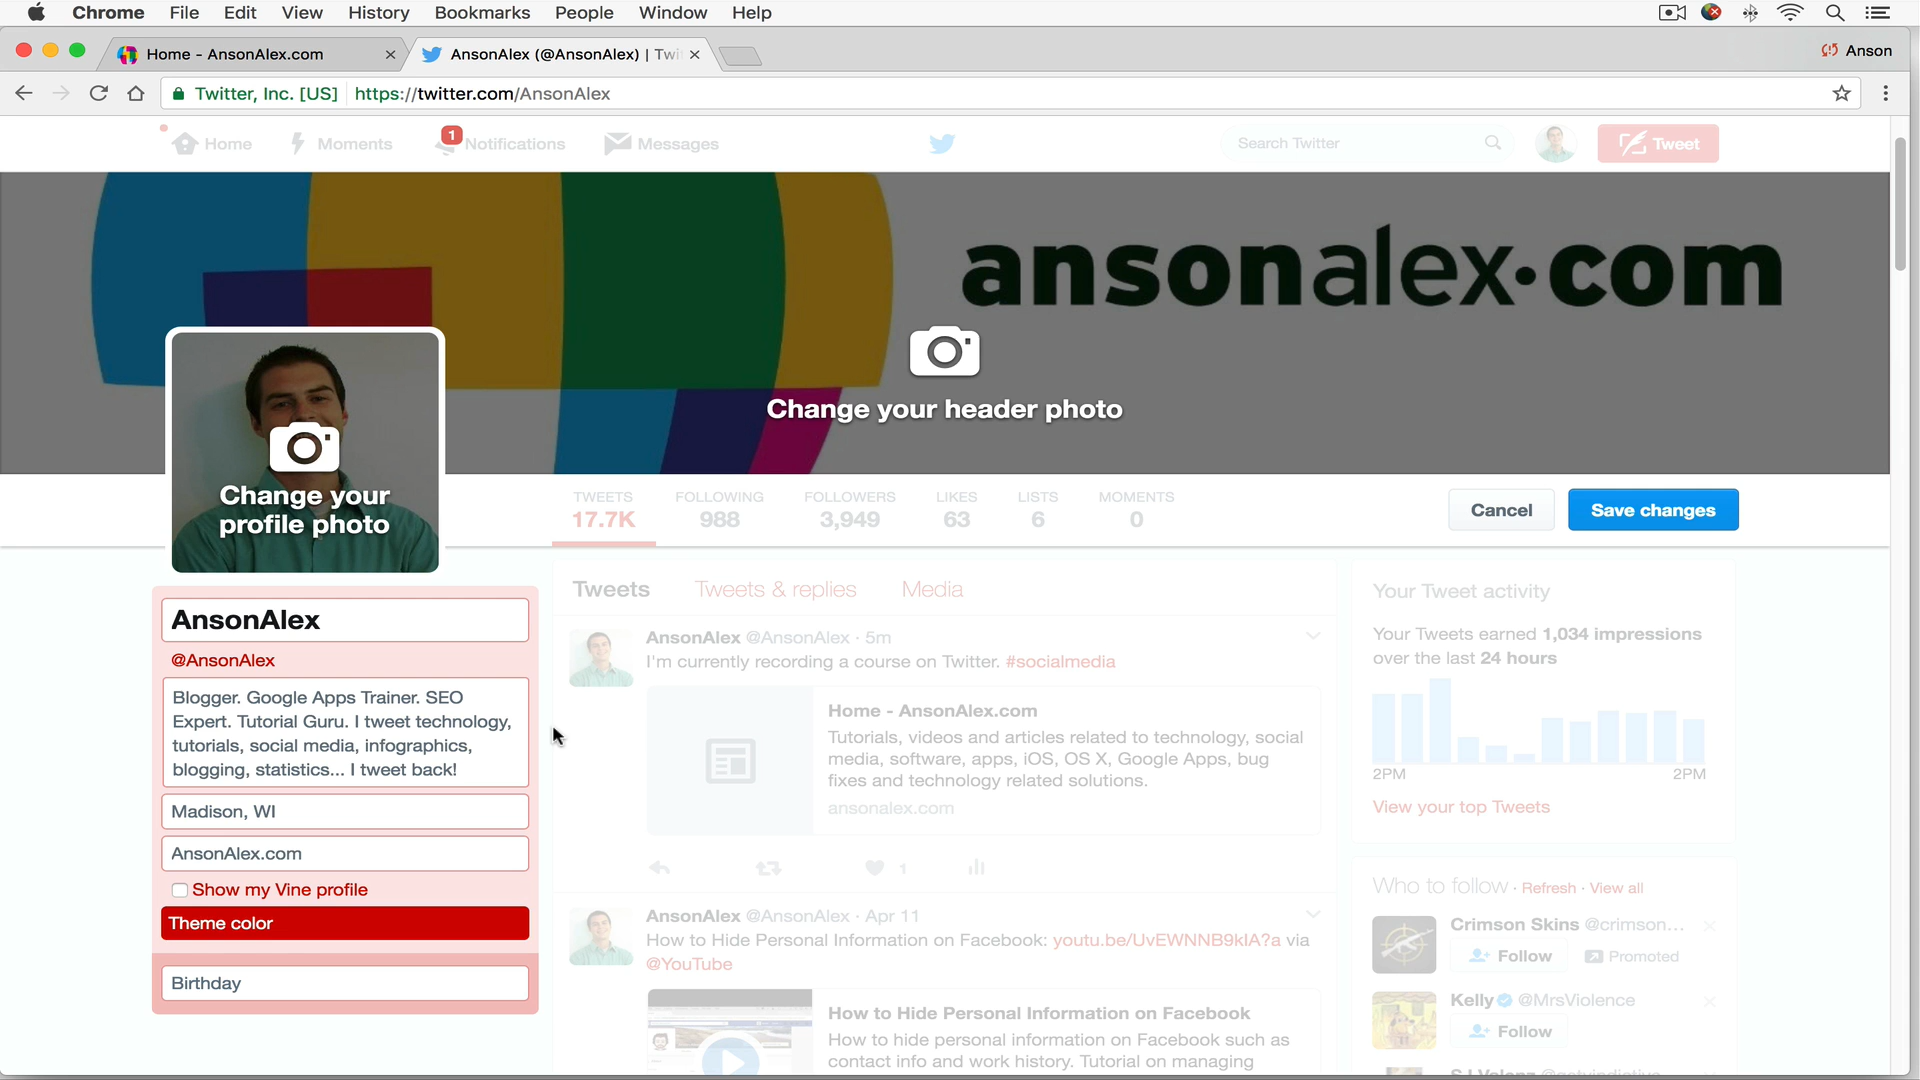 Chrome File Edit View History Bookmarks People Window Help
Home - AnsonAlex.com
AnsonAlex (@AnsonAlex) | Twi
Anson
Twitter, Inc. [US] https://twitter.com/AnsonAlex
Home Moments 1 Notifications Messages Search Twitter Tweet
ansonalex.com
Change your header photo
Change your
profile photo
TWEETS FOLLOWING FOLLOWERS LIKES LISTS MOMENTS
17.7K 988 3,949 63 6 0
Cancel Save changes
AnsonAlex
@AnsonAlex
Blogger. Google Apps Trainer. SEO
Expert. Tutorial Guru. I tweet technology,
tutorials, social media, infographics,
blogging, statistics... I tweet back!
Madison, WI
AnsonAlex.com
Show my Vine profile
Theme color
Birthday
Tweets Tweets & replies Media
AnsonAlex @AnsonAlex · 5m
I'm currently recording a course on Twitter. #socialmedia
Home - AnsonAlex.com
Tutorials, videos and articles related to technology, social
media, software, apps, iOS, OS X, Google Apps, bug
fixes and technology related solutions.
ansonalex.com
1
AnsonAlex @AnsonAlex · Apr 11
How to Hide Personal Information on Facebook: youtu.be/UvEWNNB9kIA?a via
@YouTube
How to Hide Personal Information on Facebook
How to hide personal information on Facebook such as
contact info and work history. Tutorial on managing
Your Tweet activity
Your Tweets earned 1,034 impressions
over the last 24 hours
2PM 2PM
View your top Tweets
Who to follow · Refresh · View all
Crimson Skins @crimson...
Follow Promoted
Kelly @MrsViolence
Follow